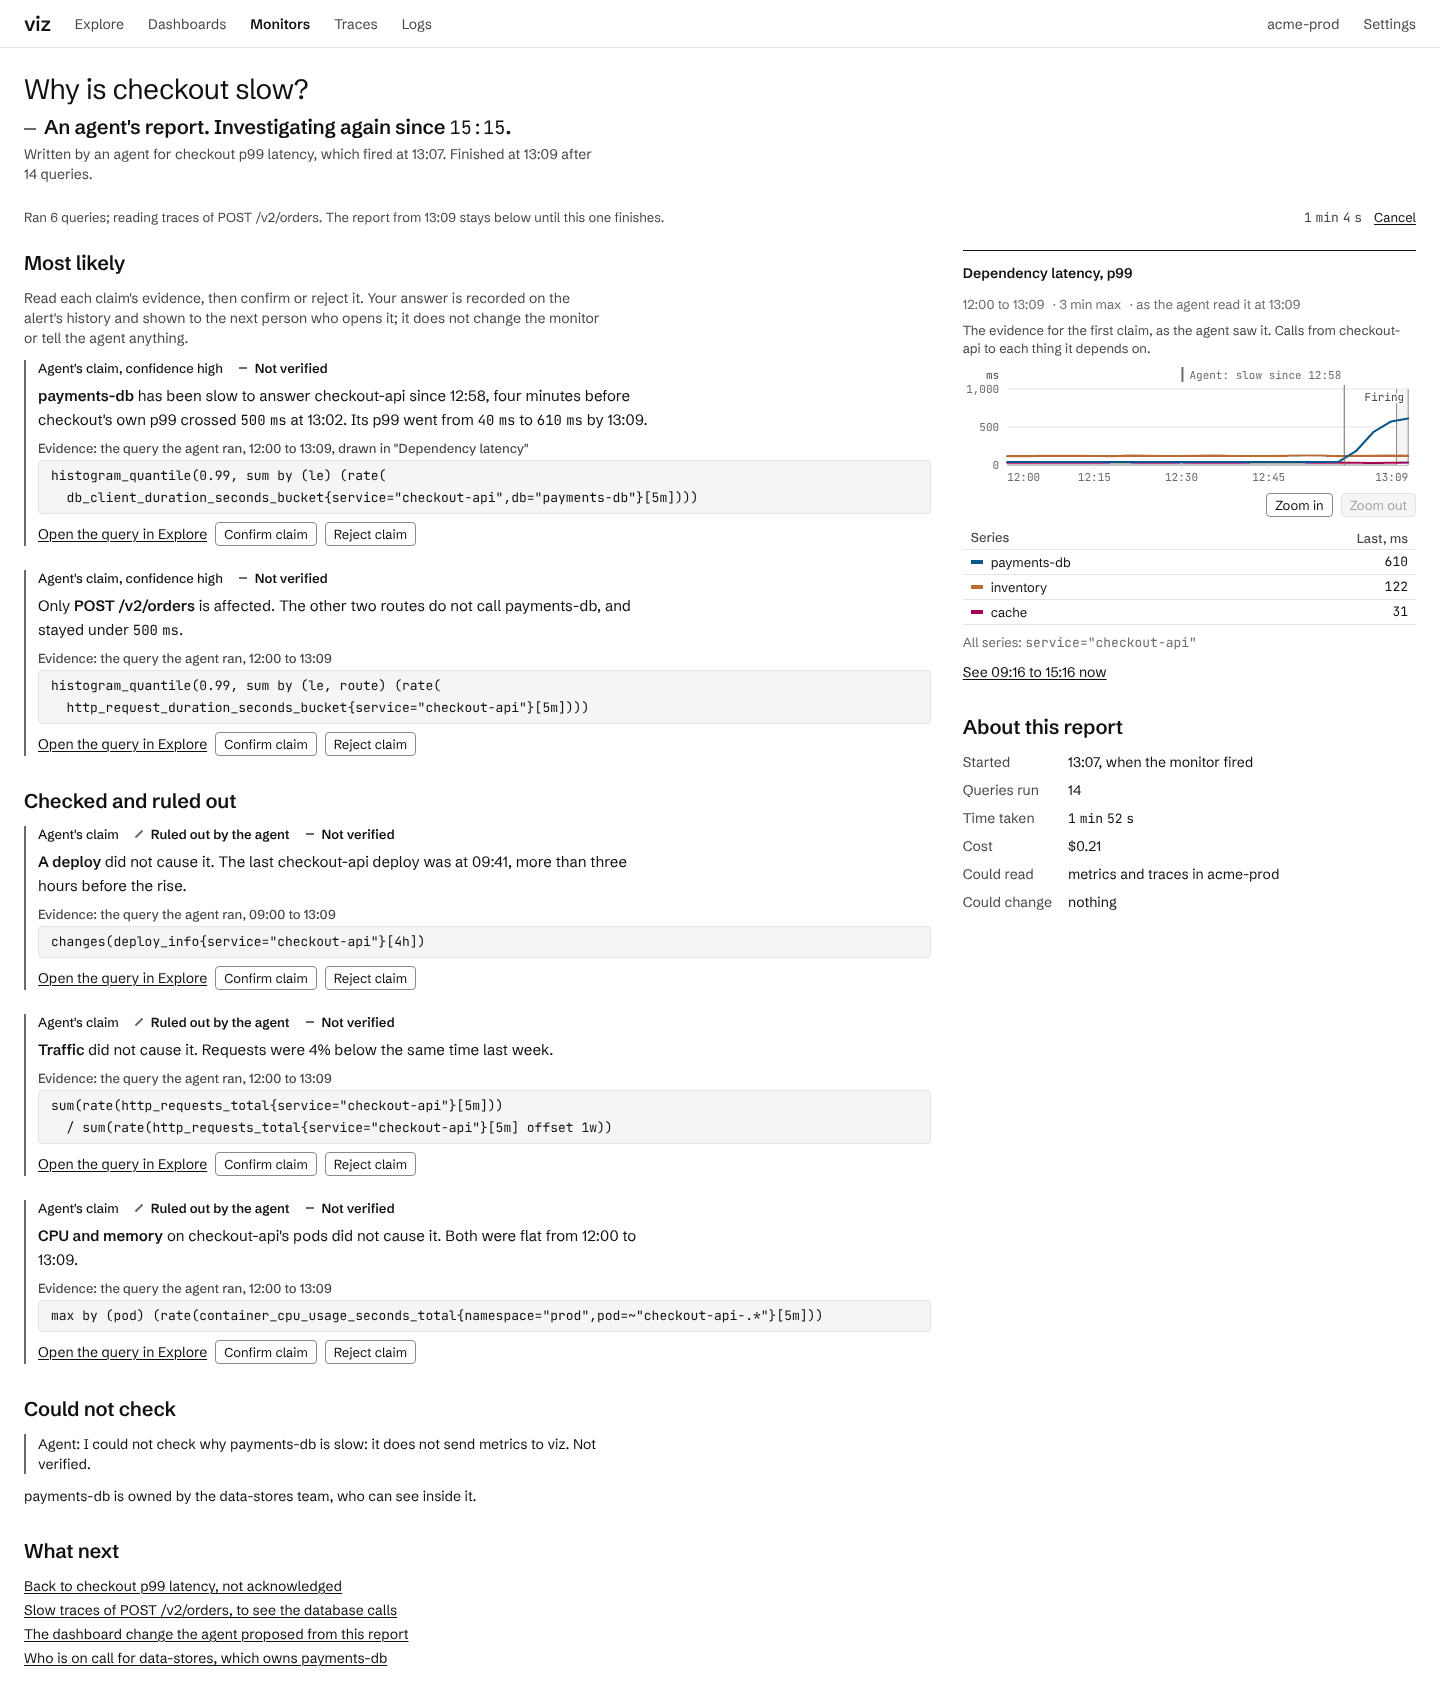 viz Explore Dashboards Monitors Traces Logs acme-prod Settings
Why is checkout slow?
— An agent's report. Investigating again since 15:15.
Written by an agent for checkout p99 latency, which fired at 13:07. Finished at 13:09 after
14 queries.
Ran 6 queries; reading traces of POST /v2/orders. The report from 13:09 stays below until this one finishes. 1 min 4 s Cancel
Most likely
Read each claim's evidence, then confirm or reject it. Your answer is recorded on the
alert's history and shown to the next person who opens it; it does not change the monitor
or tell the agent anything.
Agent's claim, confidence high – Not verified
payments-db has been slow to answer checkout-api since 12:58, four minutes before
checkout's own p99 crossed 500 ms at 13:02. Its p99 went from 40 ms to 610 ms by 13:09.
Evidence: the query the agent ran, 12:00 to 13:09, drawn in "Dependency latency"
histogram_quantile(0.99, sum by (le) (rate(
db_client_duration_seconds_bucket{service="checkout-api",db="payments-db"}[5m])))
Open the query in Explore Confirm claim Reject claim
Agent's claim, confidence high – Not verified
Only POST /v2/orders is affected. The other two routes do not call payments-db, and
stayed under 500 ms.
Evidence: the query the agent ran, 12:00 to 13:09
histogram_quantile(0.99, sum by (le, route) (rate(
http_request_duration_seconds_bucket{service="checkout-api"}[5m])))
Open the query in Explore Confirm claim Reject claim
Checked and ruled out
Agent's claim Ruled out by the agent – Not verified
A deploy did not cause it. The last checkout-api deploy was at 09:41, more than three
hours before the rise.
Evidence: the query the agent ran, 09:00 to 13:09
changes(deploy_info{service="checkout-api"}[4h])
Open the query in Explore Confirm claim Reject claim
Agent's claim Ruled out by the agent – Not verified
Traffic did not cause it. Requests were 4% below the same time last week.
Evidence: the query the agent ran, 12:00 to 13:09
sum(rate(http_requests_total{service="checkout-api"}[5m]))
/ sum(rate(http_requests_total{service="checkout-api"}[5m] offset 1w))
Open the query in Explore Confirm claim Reject claim
Agent's claim Ruled out by the agent – Not verified
CPU and memory on checkout-api's pods did not cause it. Both were flat from 12:00 to
13:09.
Evidence: the query the agent ran, 12:00 to 13:09
max by (pod) (rate(container_cpu_usage_seconds_total{namespace="prod",pod=~"checkout-api-.*"}[5m]))
Open the query in Explore Confirm claim Reject claim
Could not check
Agent: I could not check why payments-db is slow: it does not send metrics to viz. Not
verified.
payments-db is owned by the data-stores team, who can see inside it.
What next
Back to checkout p99 latency, not acknowledged
Slow traces of POST /v2/orders, to see the database calls
The dashboard change the agent proposed from this report
Who is on call for data-stores, which owns payments-db
Dependency latency, p99
12:00 to 13:09 · 3 min max · as the agent read it at 13:09
The evidence for the first claim, as the agent saw it. Calls from checkout-
api to each thing it depends on.
ms Agent: slow since 12:58
1,000
Firing
500
0
12:00 12:15 12:30 12:45 13:09
Zoom in Zoom out
Series Last, ms
payments-db 610
inventory 122
cache 31
All series: service="checkout-api"
See 09:16 to 15:16 now
About this report
Started 13:07, when the monitor fired
Queries run 14
Time taken 1 min 52 s
Cost $0.21
Could read metrics and traces in acme-prod
Could change nothing